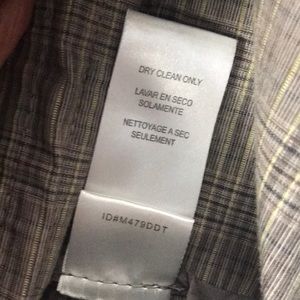 DRY CLEAN ONLY
LAVAR EN SECO
SOLAMENTE
NETTOYAGE A SEC
SEULEMENT
ID#M479DDT